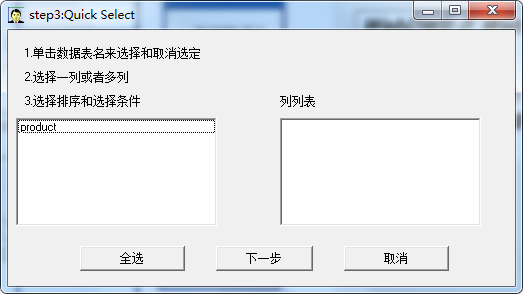 step3:Quick Select
1.单击数据表名来选择和取消选定
2.选择一列或者多列
3.选择排序和选择条件
列列表
product
全选
下一步
取消